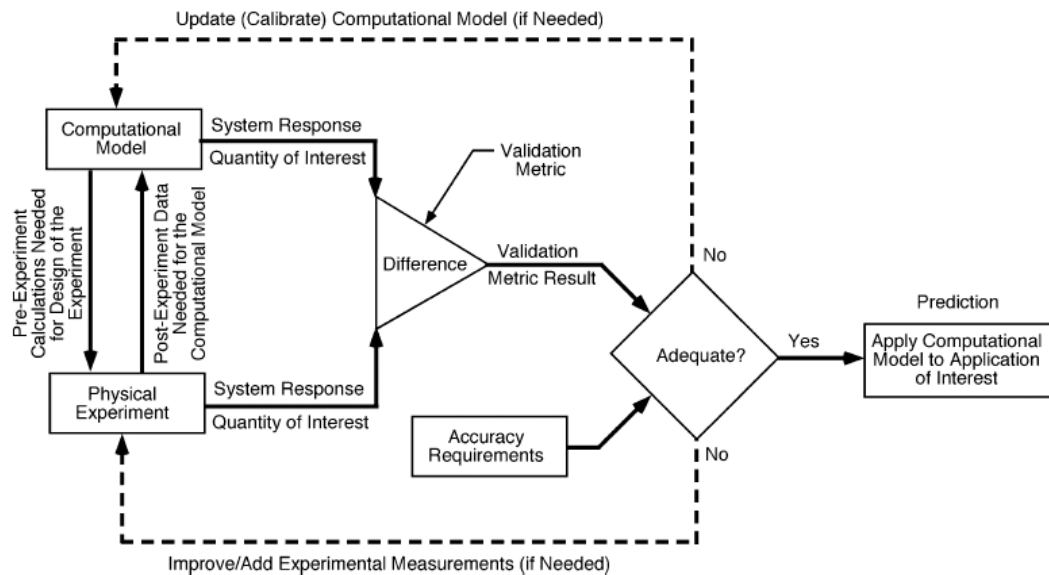 Update (Calibrate) Computational Model (if Needed)
Computational
Model
System Response
Quantity of Interest
Validation
Metric
Pre-Experiment
Calculations Needed
for Design of the
Experiment
Post-Experiment Data
Needed for the
Computational Model
Difference
Validation
Metric Result
No
Prediction
Adequate?
Yes
Apply Computational
Model to Application
of Interest
Physical
Experiment
System Response
Quantity of Interest
Accuracy
Requirements
No
Improve/Add Experimental Measurements (if Needed)